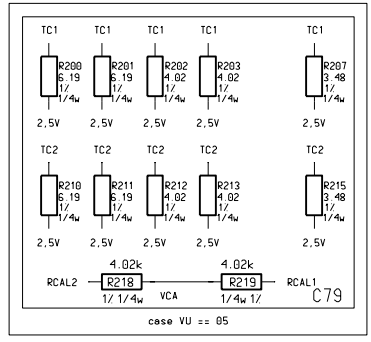 TC1 TC1 TC1 TC1 TC1
R200 R201 R202 R203 R207
6.19 6.19 4.02 4.02 3.48
1% 1% 1% 1% 1%
1/4w 1/4w 1/4w 1/4w 1/4w
2,5V 2,5V 2,5V 2,5V 2,5V
TC2 TC2 TC2 TC2 TC2
R210 R211 R212 R213 R215
6.19 6.19 4.02 4.02 3.48
1% 1% 1% 1% 1%
1/4w 1/4w 1/4w 1/4w 1/4w
2,5V 2,5V 2,5V 2,5V 2,5V
4.02k 4.02k
RCAL2 R218 R219 RCAL1
1% 1/4w VCA 1/4w 1% C79
case VU == 05